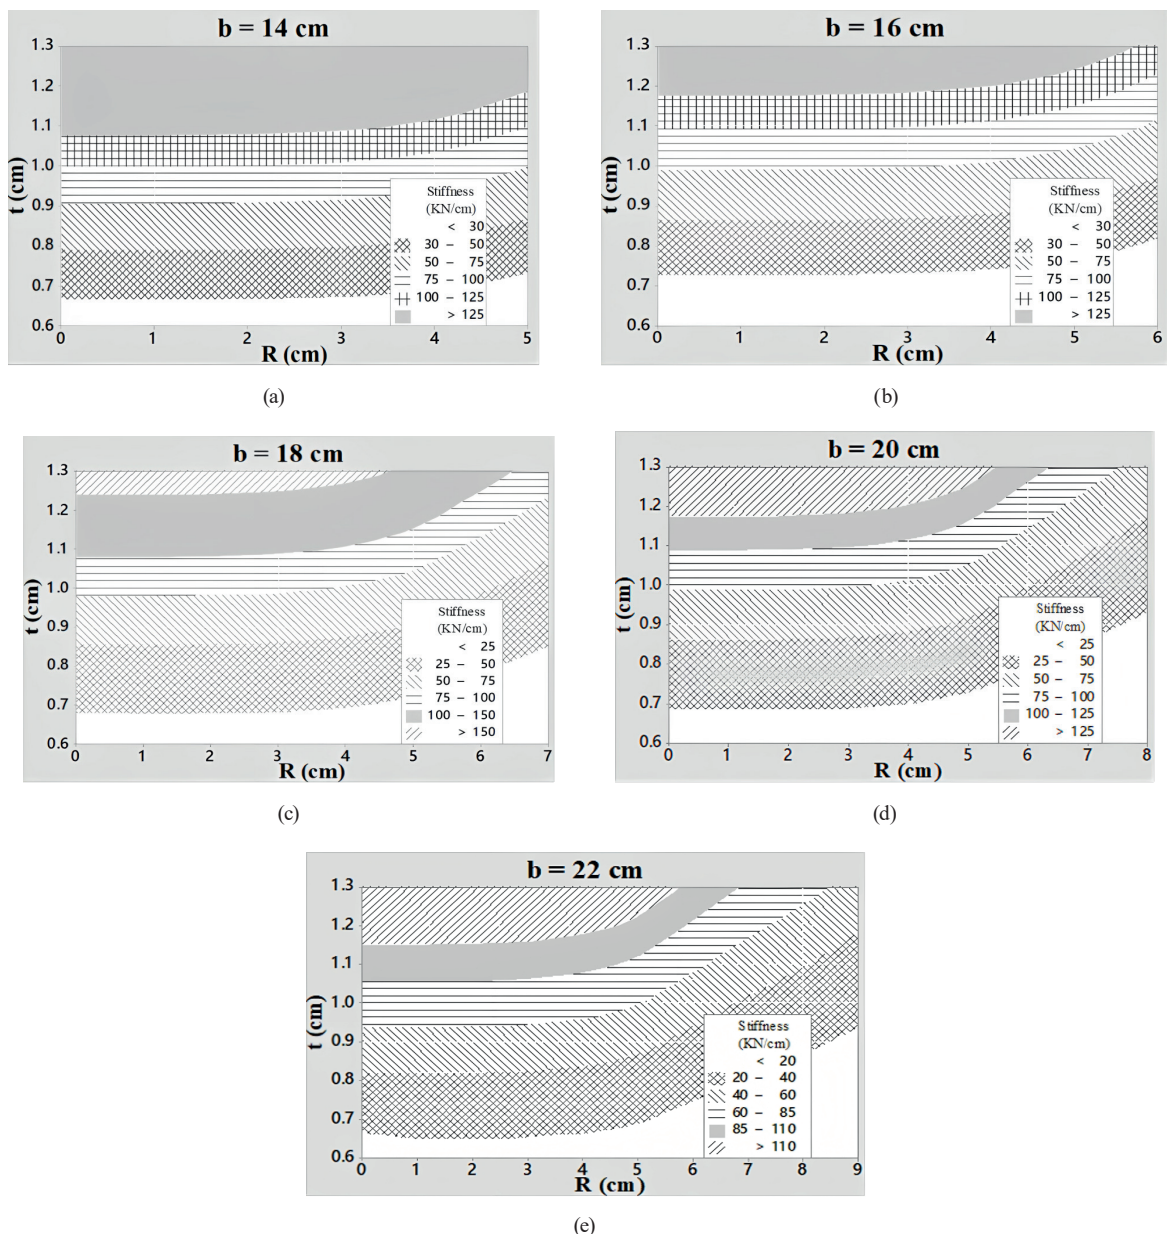 b = 14 cm
t (cm)
1.3
1.2
1.1
1.0
0.9
0.8
0.7
0.6
Stiffness
(KN/cm)
< 30
30 – 50
50 – 75
75 – 100
100 – 125
> 125
0 1 2 3 4 5
R (cm)
(a)
b = 16 cm
t (cm)
1.3
1.2
1.1
1.0
0.9
0.8
0.7
0.6
Stiffness
(KN/cm)
< 30
30 – 50
50 – 75
75 – 100
100 – 125
> 125
0 1 2 3 4 5 6
R (cm)
(b)
b = 18 cm
t (cm)
1.3
1.2
1.1
1.0
0.9
0.8
0.7
0.6
Stiffness
(KN/cm)
< 25
25 – 50
50 – 75
75 – 100
100 – 150
> 150
0 1 2 3 4 5 6 7
R (cm)
(c)
b = 20 cm
t (cm)
1.3
1.2
1.1
1.0
0.9
0.8
0.7
0.6
Stiffness
(KN/cm)
< 25
25 – 50
50 – 75
75 – 100
100 – 125
> 125
0 1 2 3 4 5 6 7 8
R (cm)
(d)
b = 22 cm
t (cm)
1.3
1.2
1.1
1.0
0.9
0.8
0.7
0.6
Stiffness
(KN/cm)
< 20
20 – 40
40 – 60
60 – 85
85 – 110
> 110
0 1 2 3 4 5 6 7 8 9
R (cm)
(e)